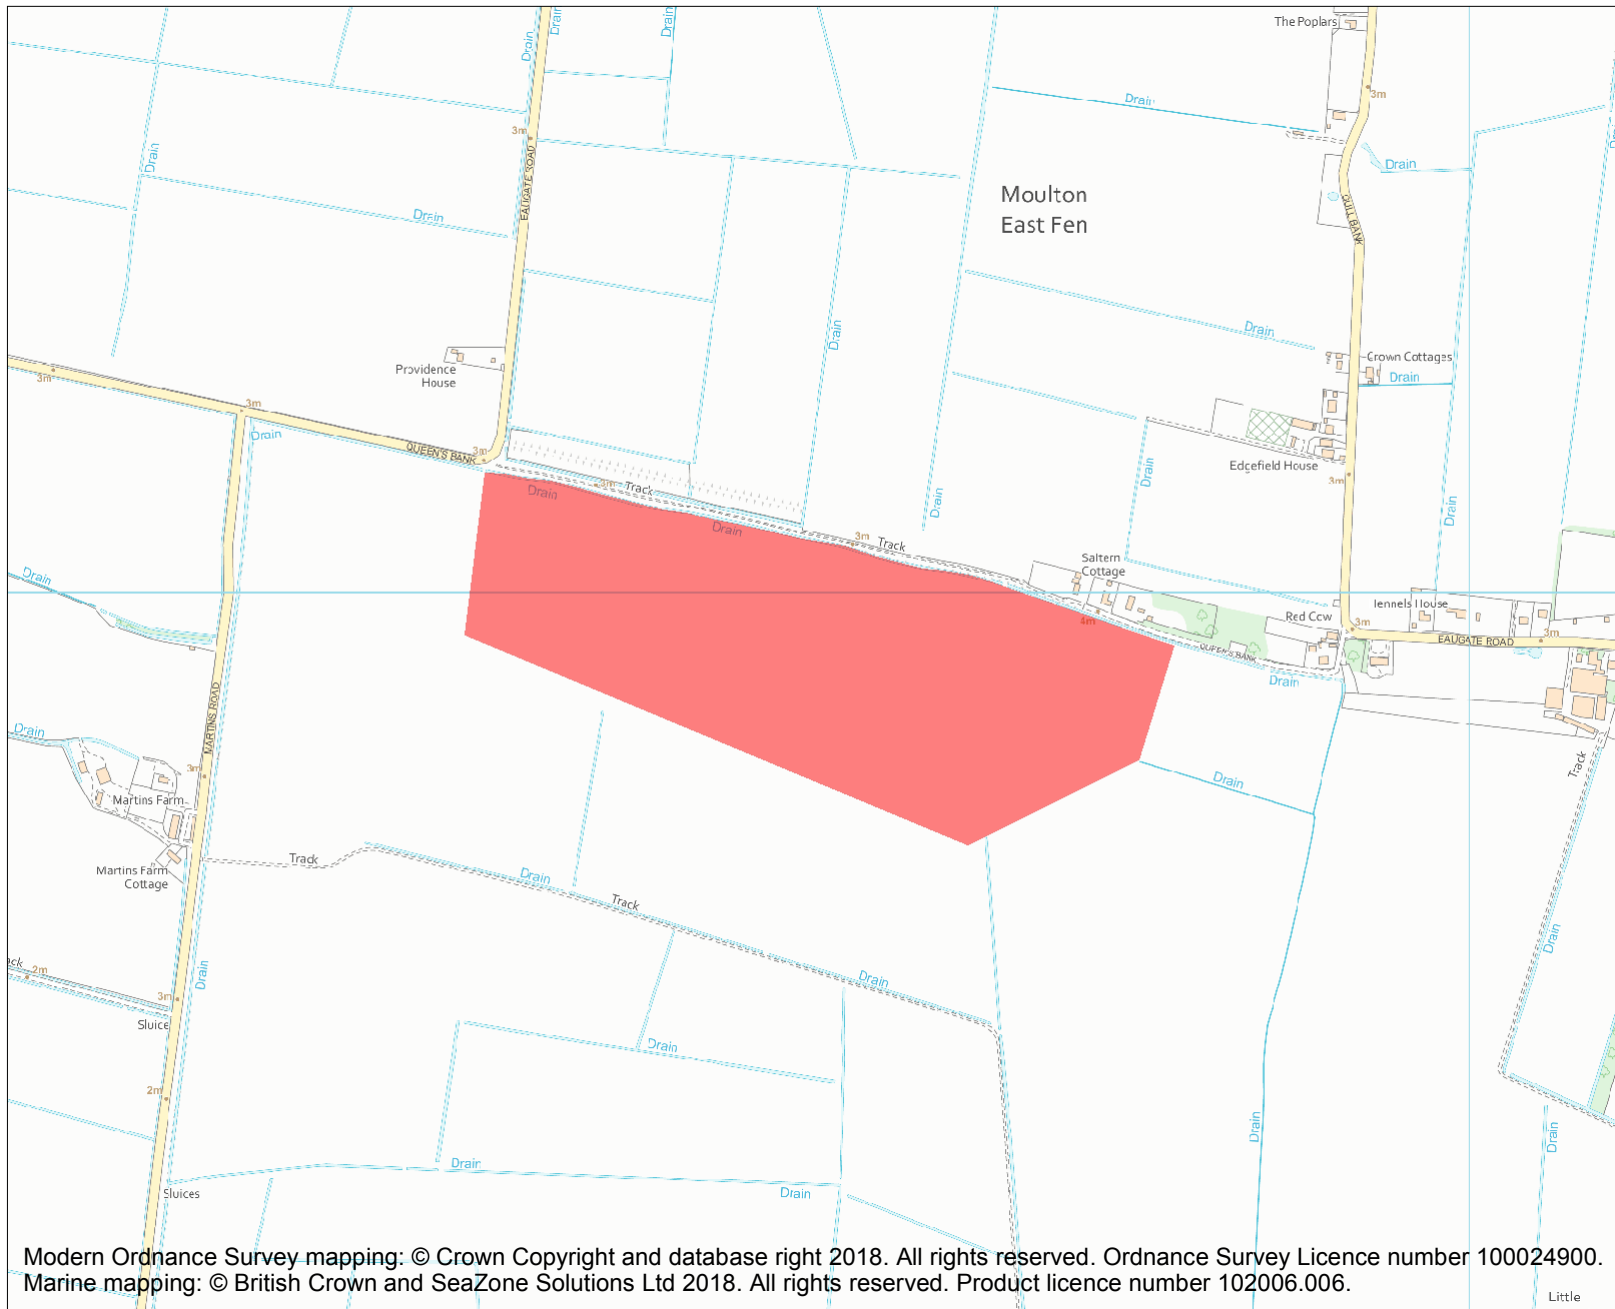 The Poplars
Drain
Drain
Drain
3m
Drain
3m
Drain
EAUGATE ROAD
Drain
Drain
Moulton
East Fen
QUILL BANK
Drain
Drain
Drain
Crown Cottages
Drain
Providence
House
3m
3m
Drain
QUEEN'S BANK
3m
Edgefield House
Drain
3m
Track
3m
Drain
Drain
Drain
Drain
3m
Track
Saltern
Cottage
Drain
4m
Red Cow
3m
EAUGATE ROAD
3m
QUEEN'S BANK
Drain
MARTINS ROAD
Drain
3m
Martins Farm
Drain
Track
Martins Farm
Cottage
Track
Drain
Track
Drain
Drain
Drain
2m
3m
Sluice
Drain
2m
Drain
Drain
Drain
Drain
Sluices
Little
Modern Ordnance Survey mapping: © Crown Copyright and database right 2018. All rights reserved. Ordnance Survey Licence number 100024900.
Marine mapping: © British Crown and SeaZone Solutions Ltd 2018. All rights reserved. Product licence number 102006.006.